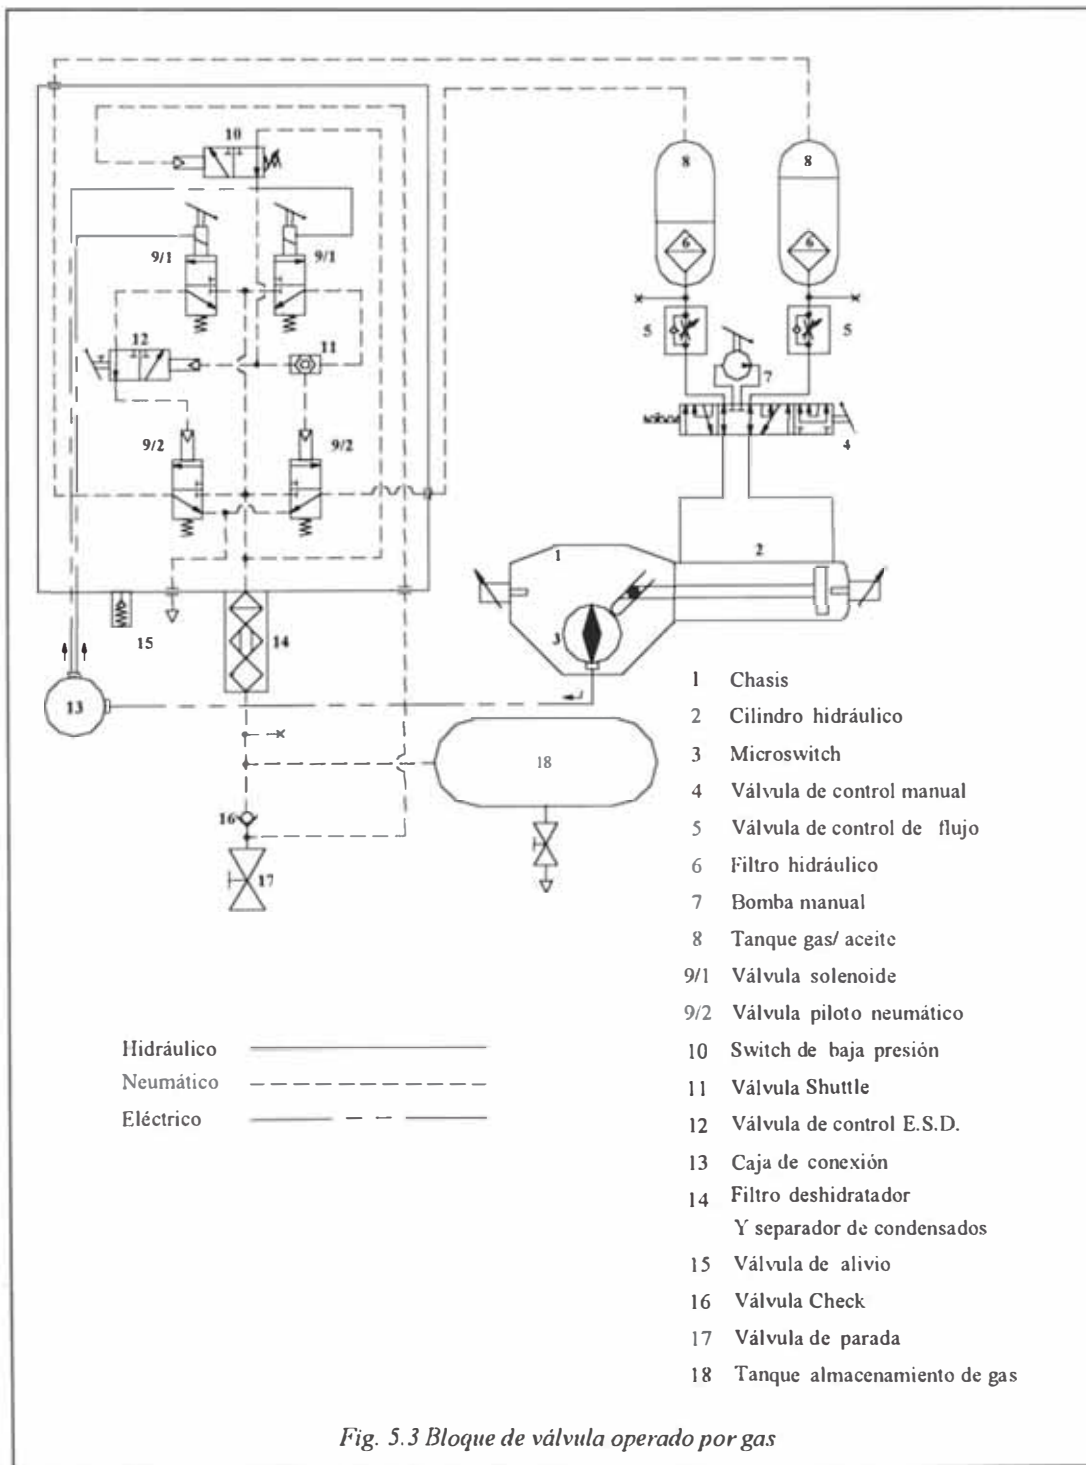 10
8
8
9/1
9/1
6
6
5
5
12
11
7
9/2
9/2
4
1
2
3
15
14
13
18
16
17
1 Chasis
2 Cilindro hidráulico
3 Microswitch
4 Válvula de control manual
5 Válvula de control de flujo
6 Filtro hidráulico
7 Bomba manual
8 Tanque gas/ aceite
9/1 Válvula solenoide
9/2 Válvula piloto neumático
10 Switch de baja presión
11 Válvula Shuttle
12 Válvula de control E.S.D.
13 Caja de conexión
14 Filtro deshidratador
Y separador de condensados
15 Válvula de alivio
16 Válvula Check
17 Válvula de parada
18 Tanque almacenamiento de gas
Hidráulico
Neumático
Eléctrico
Fig. 5.3 Bloque de válvula operado por gas